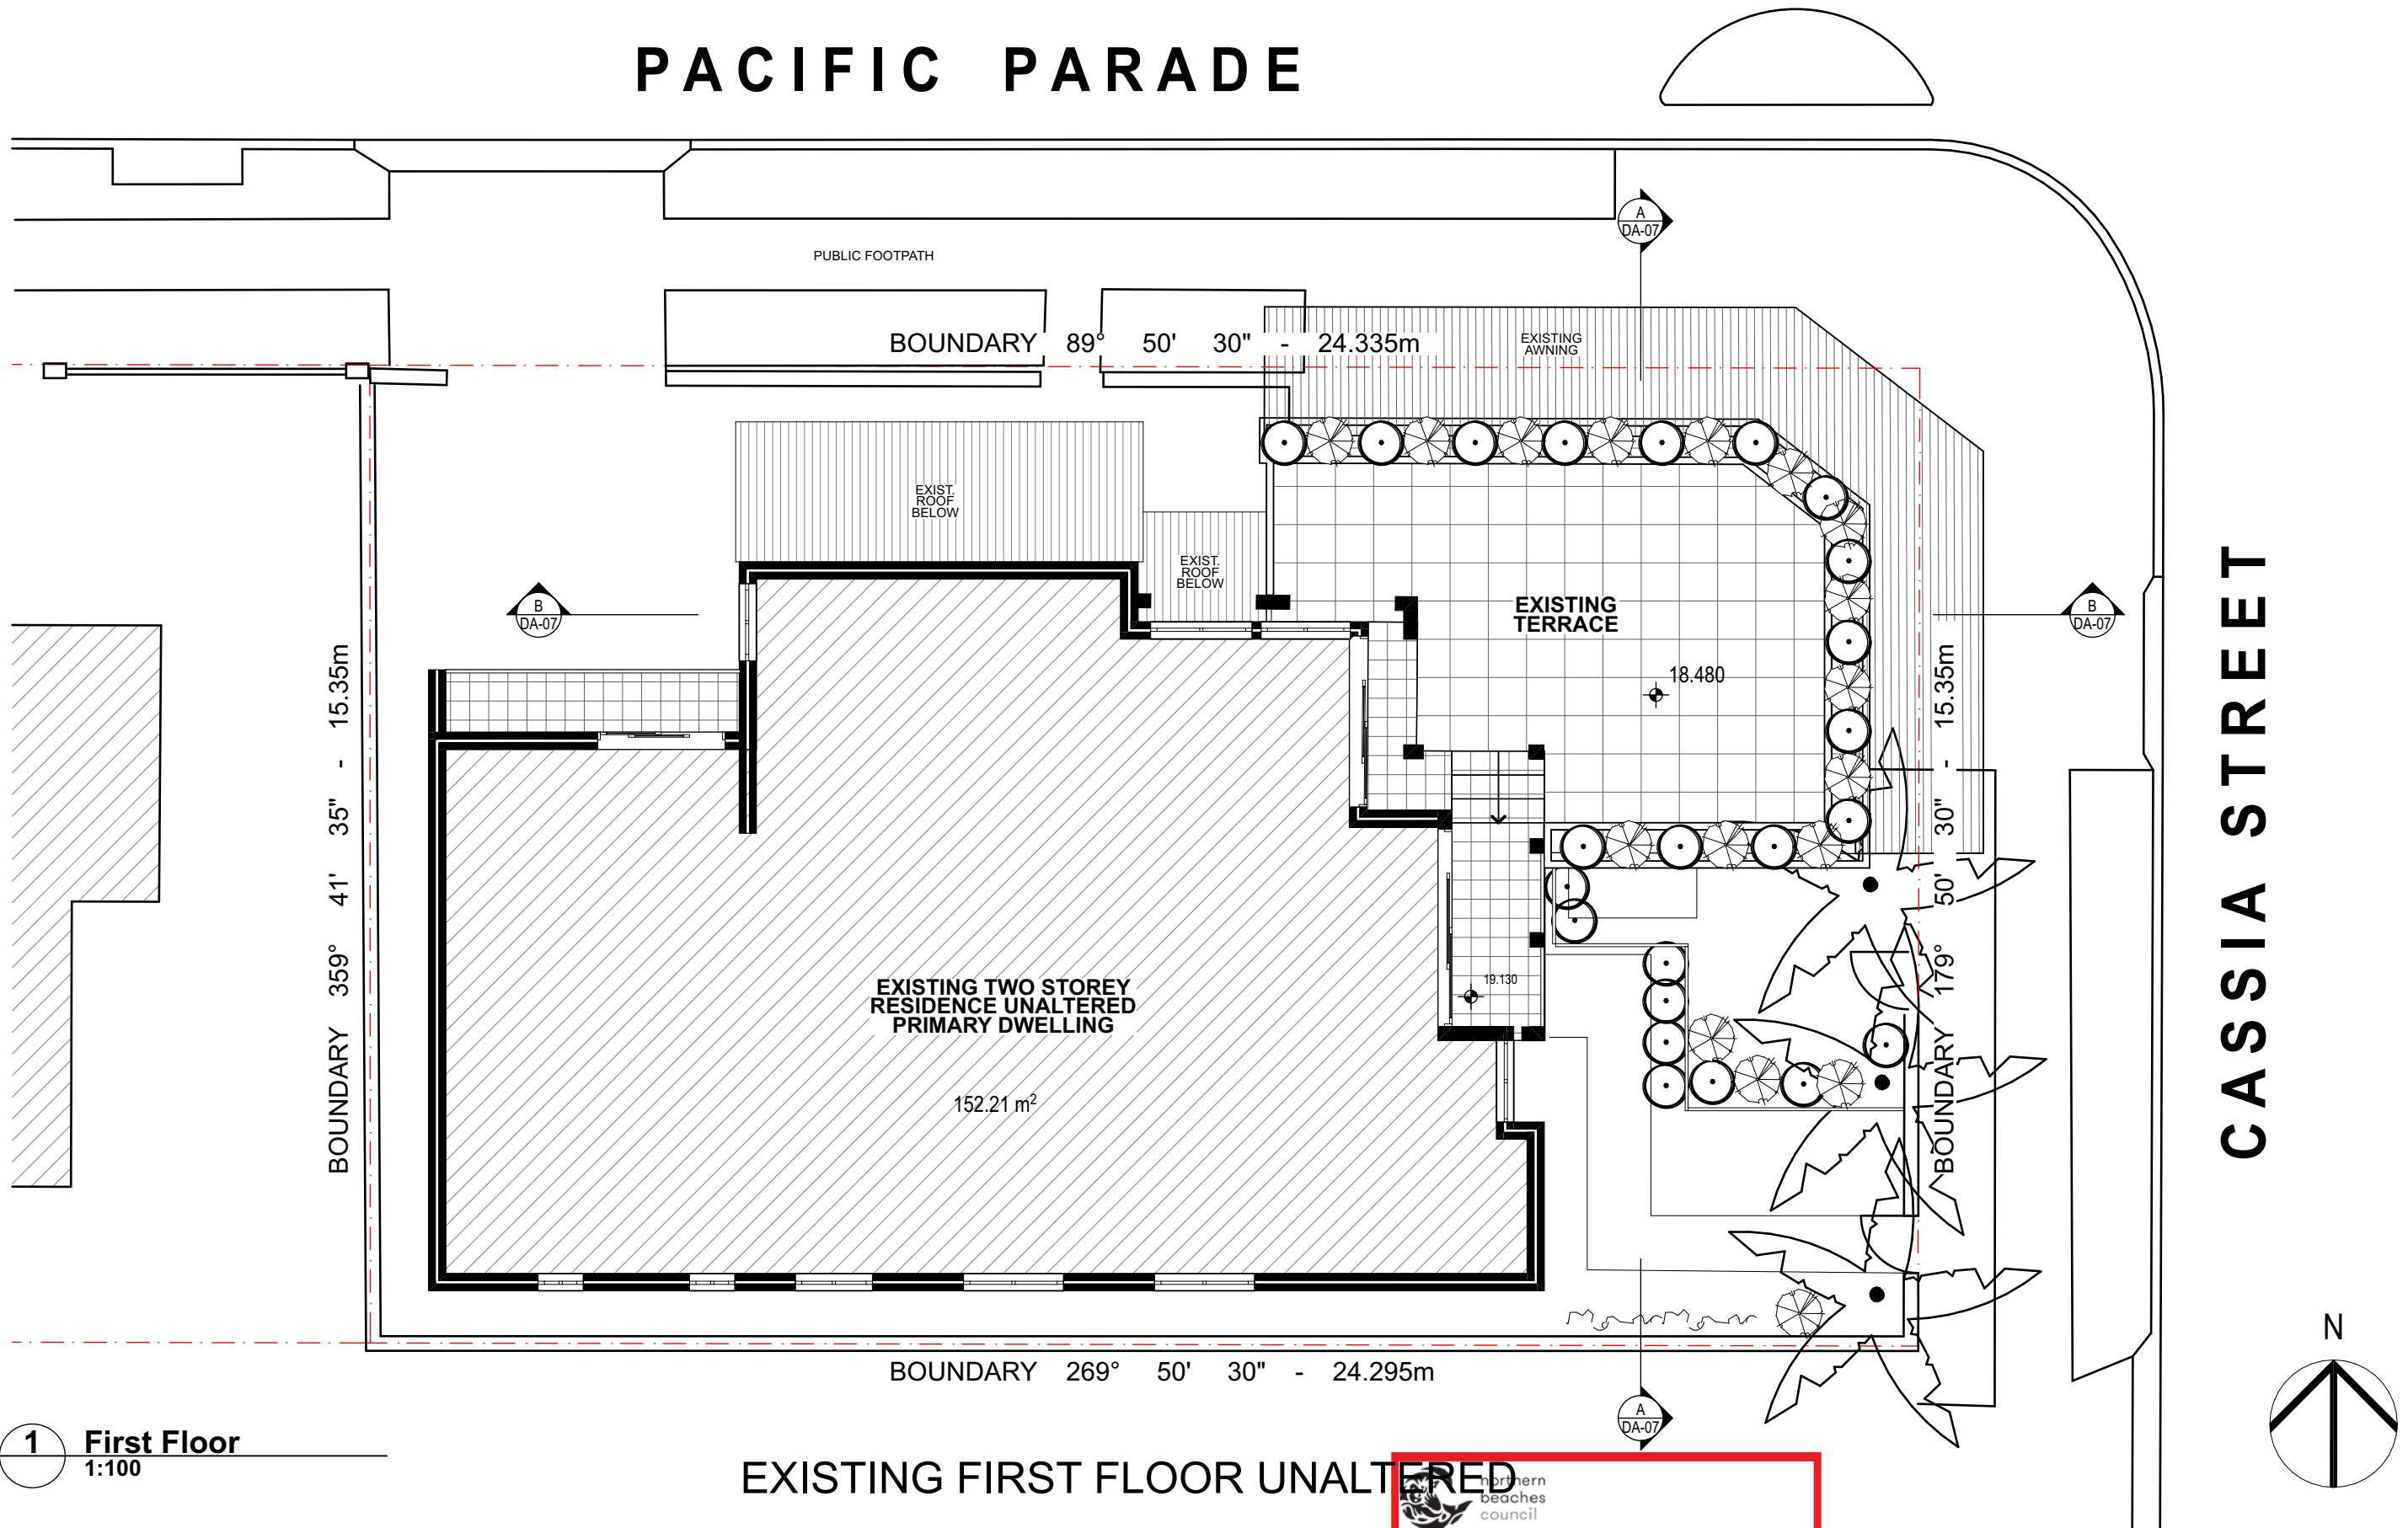 PACIFIC PARADE
A
DA-07
PUBLIC FOOTPATH
BOUNDARY 89° 50' 30" - 24.335m
EXISTING
AWNING
EXIST.
ROOF
BELOW
EXIST.
ROOF
BELOW
B
DA-07
EXISTING
TERRACE
18.480
B
DA-07
BOUNDARY 359° 41' 35" - 15.35m
BOUNDARY 179° 50' 30" - 15.35m
CASSIA STREET
19.130
EXISTING TWO STOREY
RESIDENCE UNALTERED
PRIMARY DWELLING
152.21 m²
BOUNDARY 269° 50' 30" - 24.295m
A
DA-07
N
1
First Floor
1:100
EXISTING FIRST FLOOR UNALTERED
northern
beaches
council